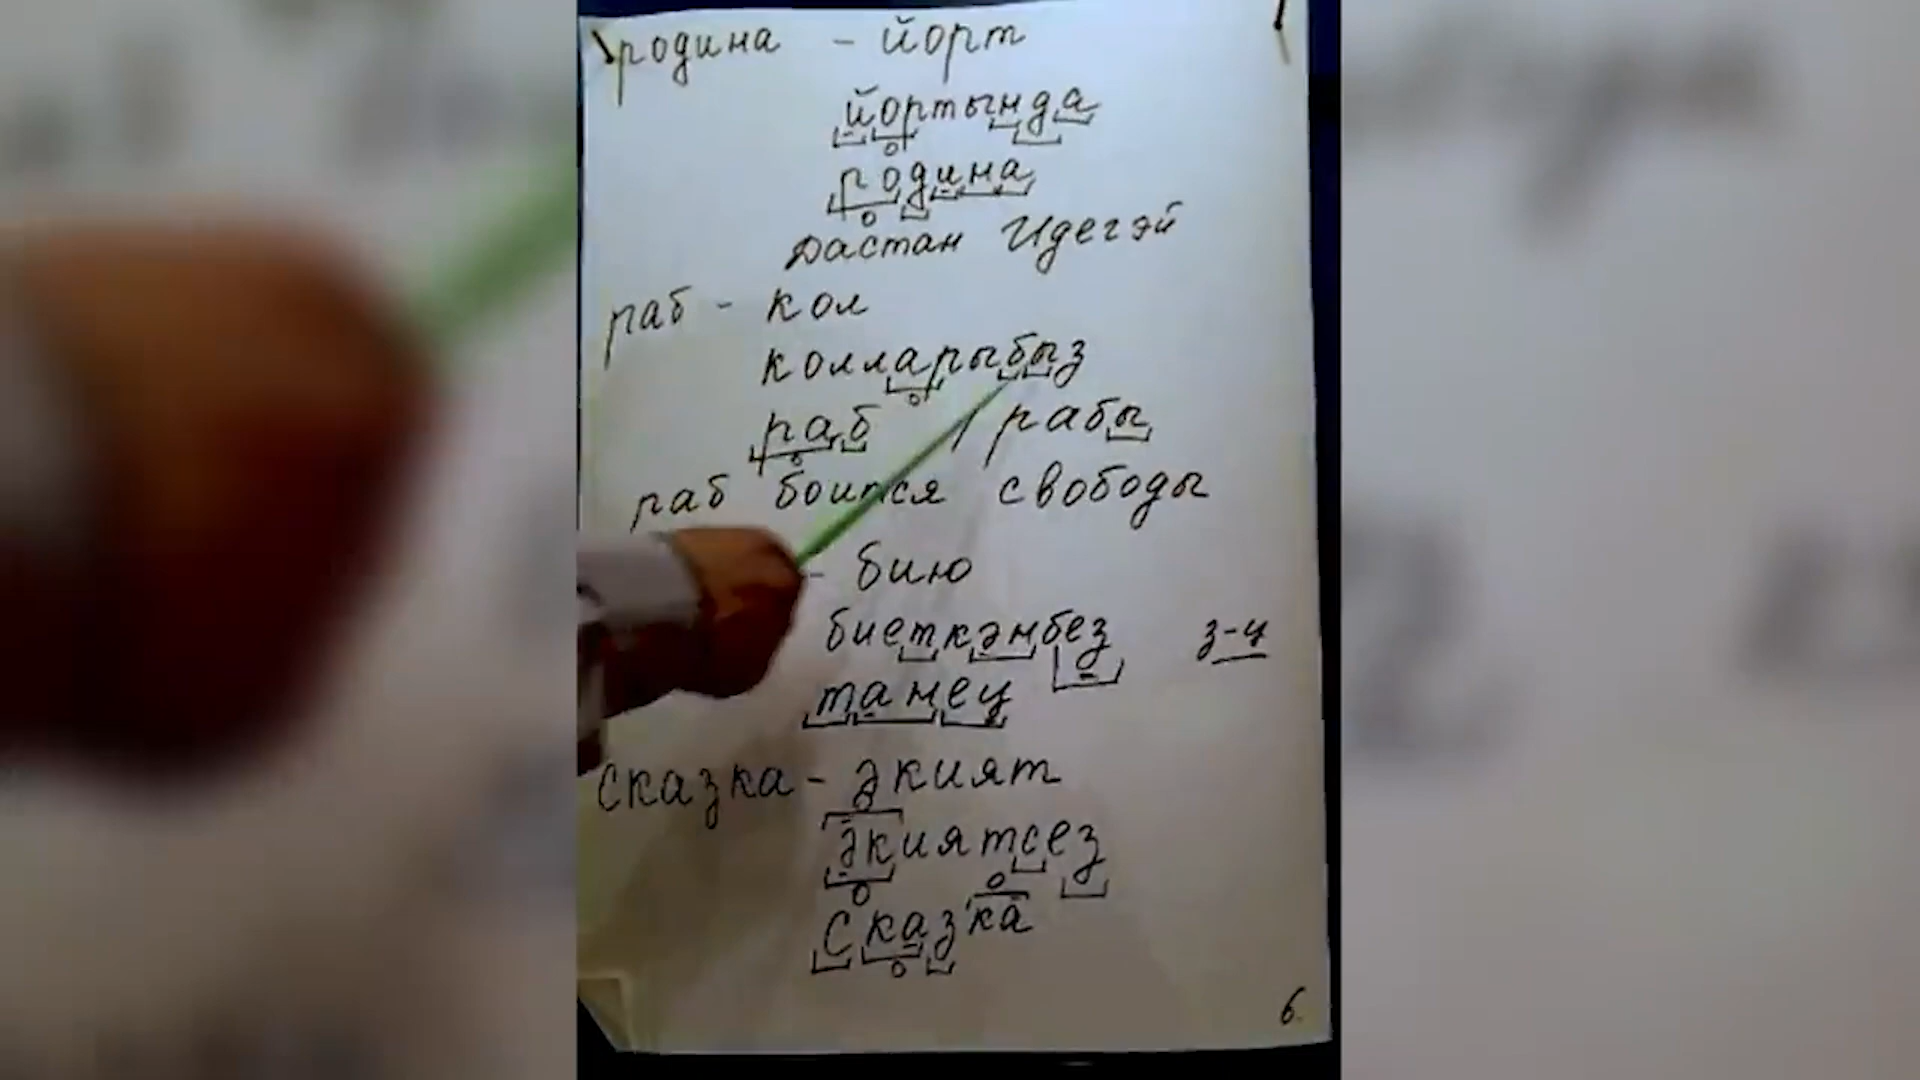 родина - йорт
йортында
родина
Дастан Идегэй
раб - кол
колларыбыз
раб / рабы
раб боится свободы
- бию
биеткәнбез з-ц
танец
Сказка - әкият
әкиятсез
Сказка
6.